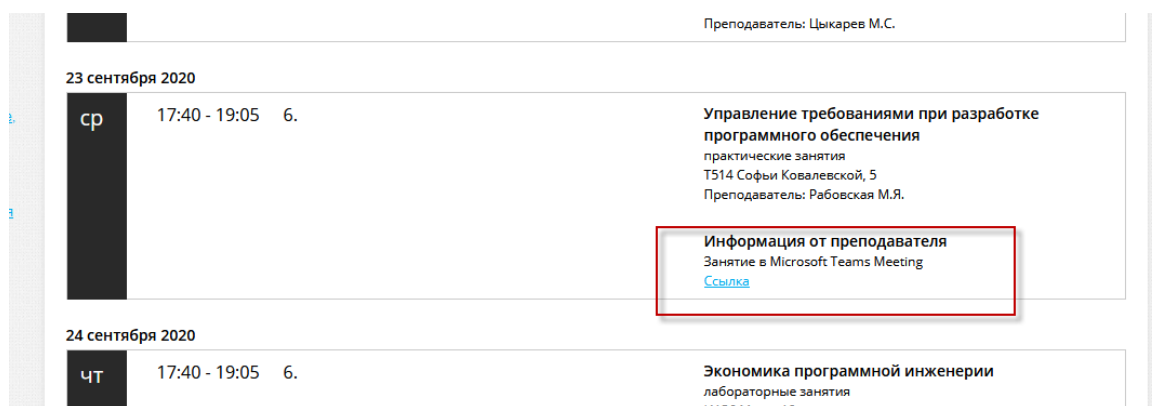 Преподаватель: Цыкарев М.С.
23 сентября 2020
ср 17:40 - 19:05 6.
Управление требованиями при разработке
программного обеспечения
практические занятия
Т514 Софьи Ковалевской, 5
Преподаватель: Рабовская М.Я.
Информация от преподавателя
Занятие в Microsoft Teams Meeting
Ссылка
24 сентября 2020
чт 17:40 - 19:05 6.
Экономика программной инженерии
лабораторные занятия